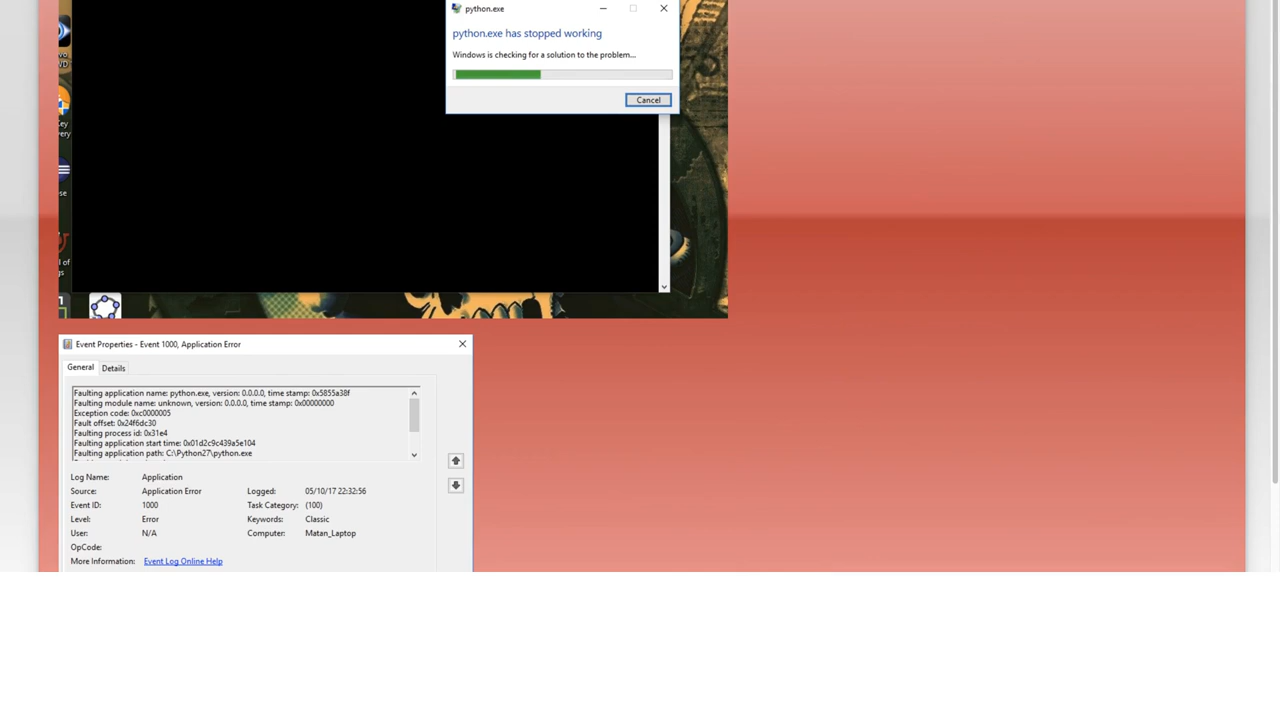 python.exe
python.exe has stopped working
Windows is checking for a solution to the problem...
Cancel
Key
very
se
l of
gs
Event Properties - Event 1000, Application Error
General
Details
Faulting application name: python.exe, version: 0.0.0.0, time stamp: 0x5855a38f
Faulting module name: unknown, version: 0.0.0.0, time stamp: 0x00000000
Exception code: 0xc0000005
Fault offset: 0x24f6dc30
Faulting process id: 0x31e4
Faulting application start time: 0x01d2c9c439a5e104
Faulting application path: C:\Python27\python.exe
Log Name: Application
Source: Application Error Logged: 05/10/17 22:32:56
Event ID: 1000 Task Category: (100)
Level: Error Keywords: Classic
User: N/A Computer: Matan_Laptop
OpCode:
More Information: Event Log Online Help